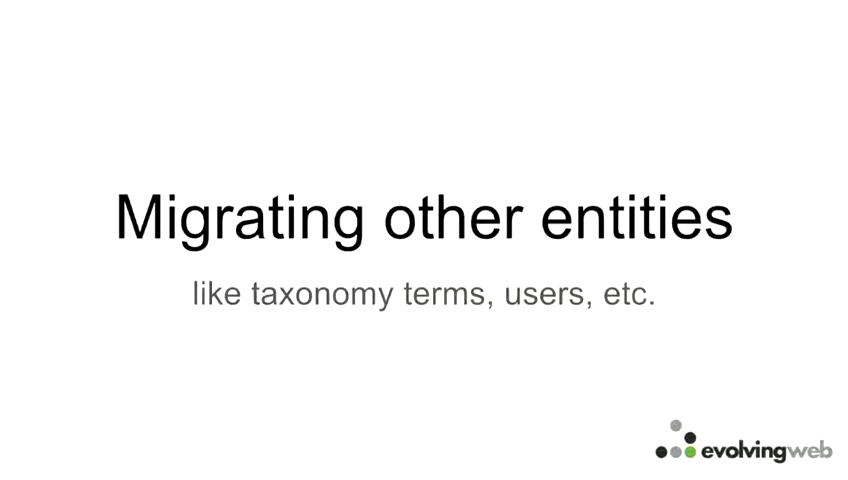 Migrating other entities
like taxonomy terms, users, etc.
evolvingweb